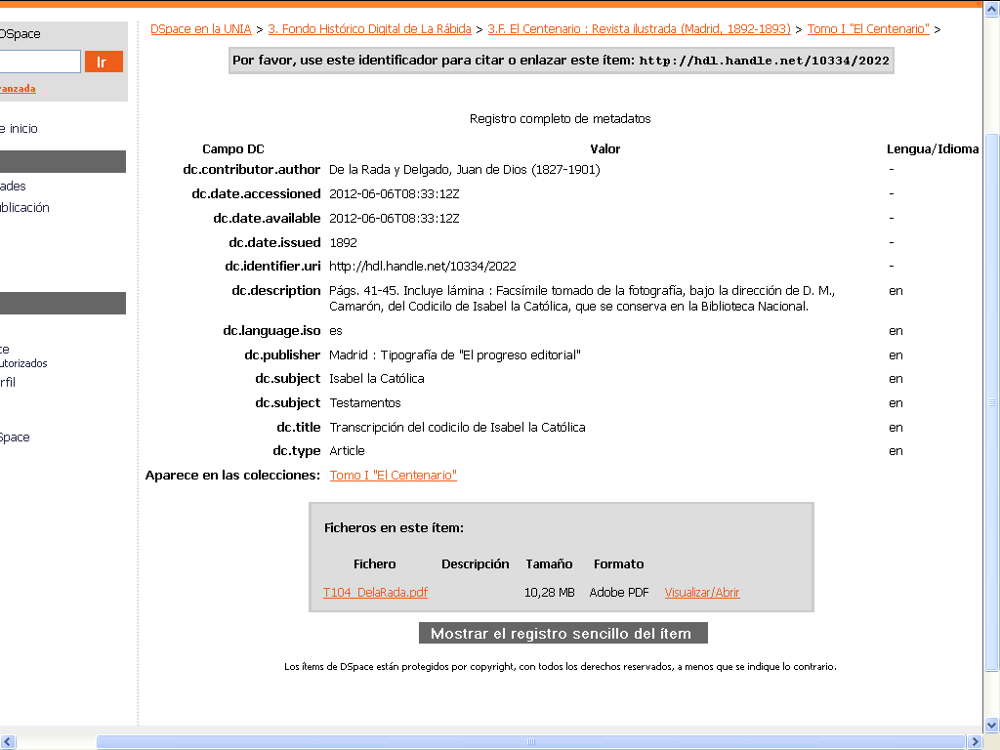 DSpace
Ir
anzada
e inicio
ades
ublicación
te
utorizados
rfil
Space
DSpace en la UNIA > 3. Fondo Histórico Digital de La Rábida > 3.F. El Centenario : Revista ilustrada (Madrid, 1892-1893) > Tomo I "El Centenario" >
Por favor, use este identificador para citar o enlazar este ítem: http://hdl.handle.net/10334/2022
Registro completo de metadatos
Campo DC Valor Lengua/Idioma
dc.contributor.author De la Rada y Delgado, Juan de Dios (1827-1901) -
dc.date.accessioned 2012-06-06T08:33:12Z -
dc.date.available 2012-06-06T08:33:12Z -
dc.date.issued 1892 -
dc.identifier.uri http://hdl.handle.net/10334/2022 -
dc.description Págs. 41-45. Incluye lámina : Facsímile tomado de la fotografía, bajo la dirección de D. M., en
Camarón, del Codicilo de Isabel la Católica, que se conserva en la Biblioteca Nacional.
dc.language.iso es en
dc.publisher Madrid : Tipografía de "El progreso editorial" en
dc.subject Isabel la Católica en
dc.subject Testamentos en
dc.title Transcripción del codicilo de Isabel la Católica en
dc.type Article en
Aparece en las colecciones: Tomo I "El Centenario"
Ficheros en este ítem:
Fichero Descripción Tamaño Formato
T104_DelaRada.pdf 10,28 MB Adobe PDF Visualizar/Abrir
Mostrar el registro sencillo del ítem
Los ítems de DSpace están protegidos por copyright, con todos los derechos reservados, a menos que se indique lo contrario.